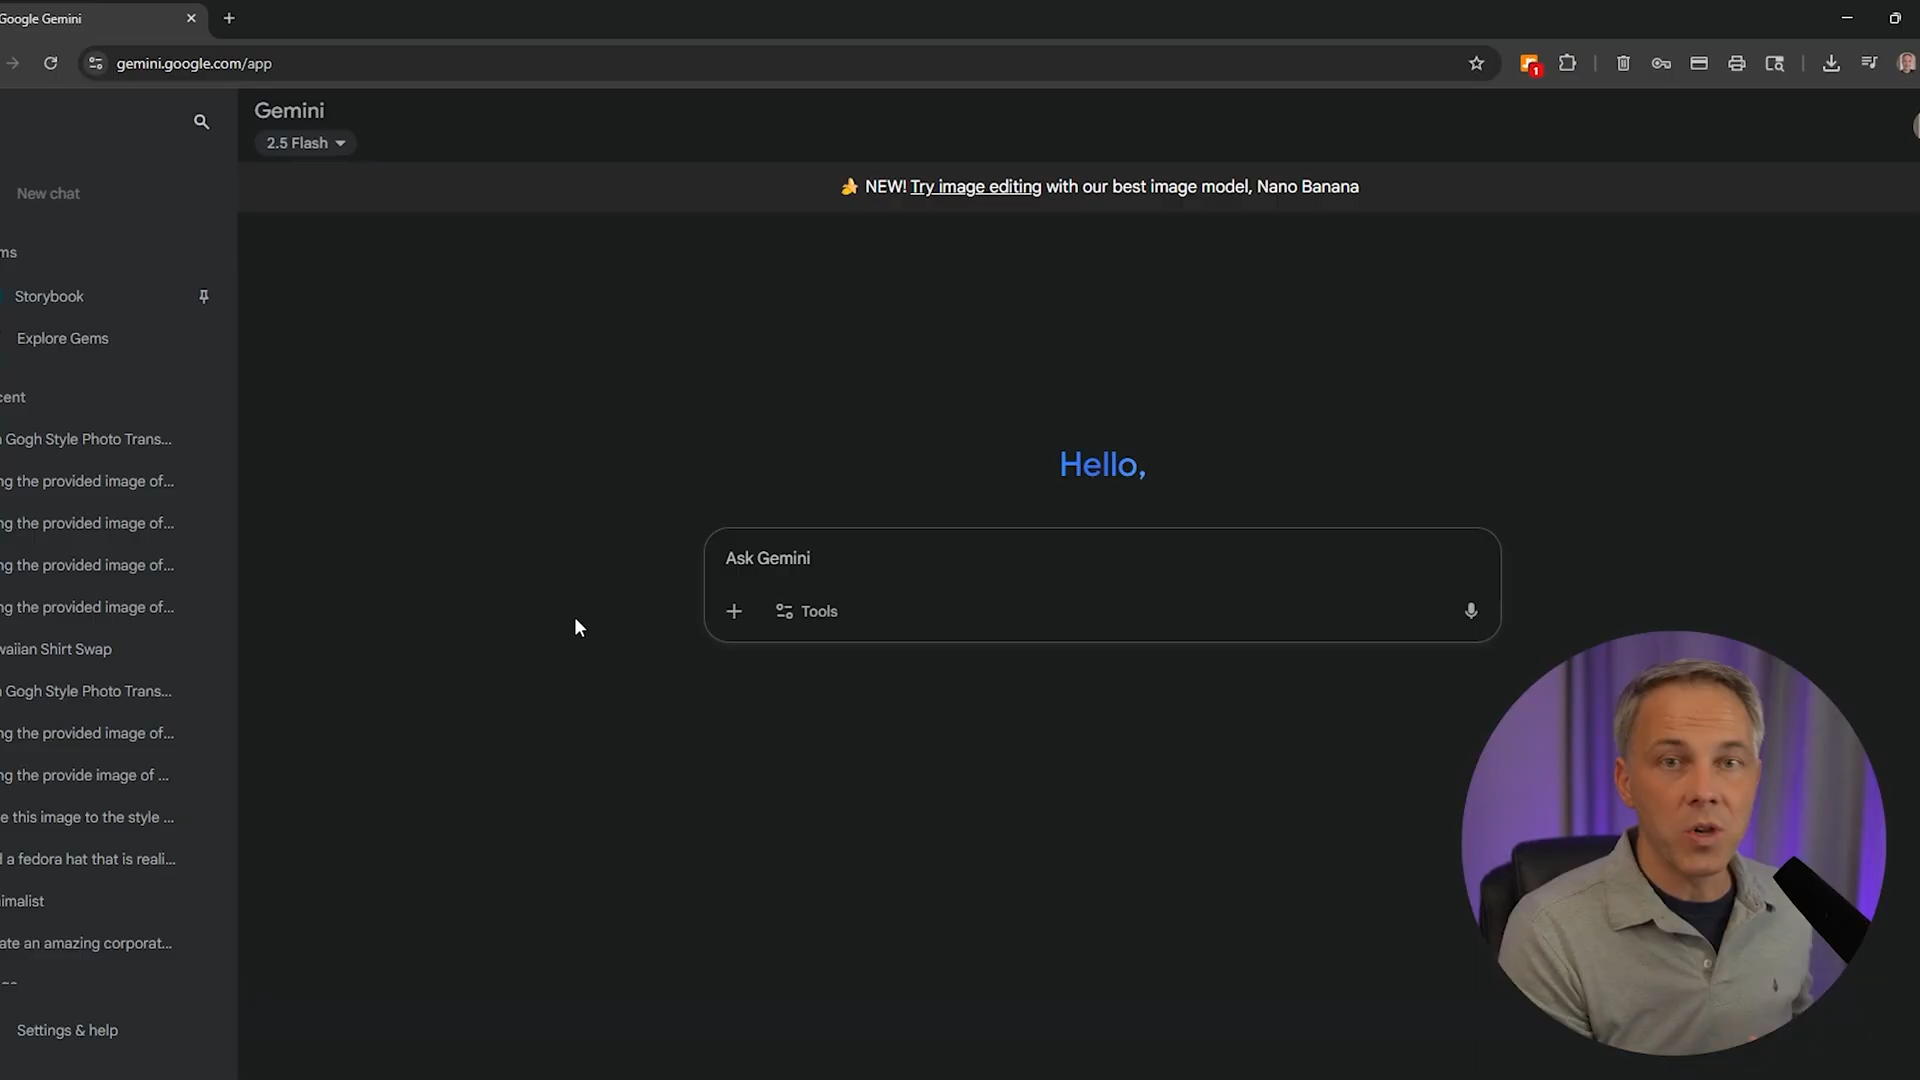 Google Gemini
gemini.google.com/app
1
Gemini
2.5 Flash
NEW! Try image editing with our best image model, Nano Banana
New chat
ms
Storybook
Explore Gems
cent
Gogh Style Photo Trans...
ng the provided image of...
ng the provided image of...
ng the provided image of...
ng the provided image of...
vaiian Shirt Swap
Gogh Style Photo Trans...
ng the provided image of...
ng the provide image of ...
e this image to the style ...
a fedora hat that is reali...
imalist
ate an amazing corporat...
Settings & help
Hello,
Ask Gemini
Tools